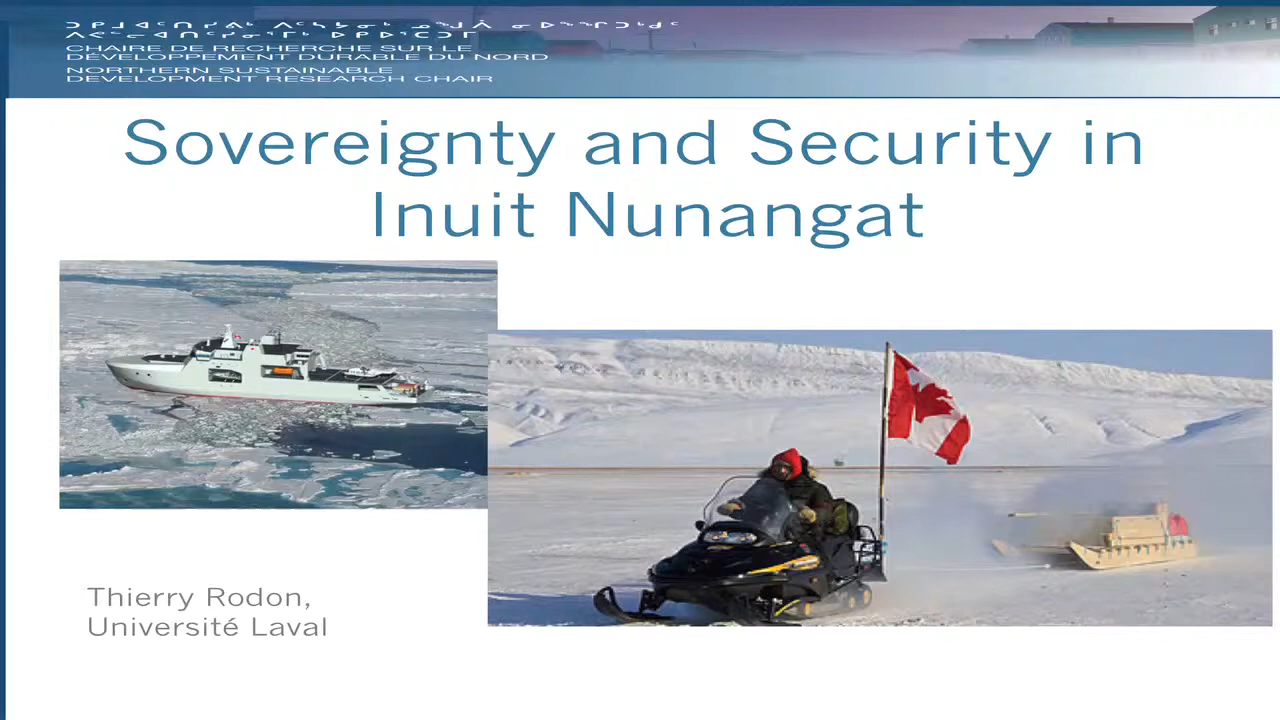 CHAIRE DE RECHERCHE SUR LE
DÉVELOPPEMENT DURABLE DU NORD
NORTHERN SUSTAINABLE
DEVELOPMENT RESEARCH CHAIR
Sovereignty and Security in
Inuit Nunangat
Thierry Rodon,
Université Laval